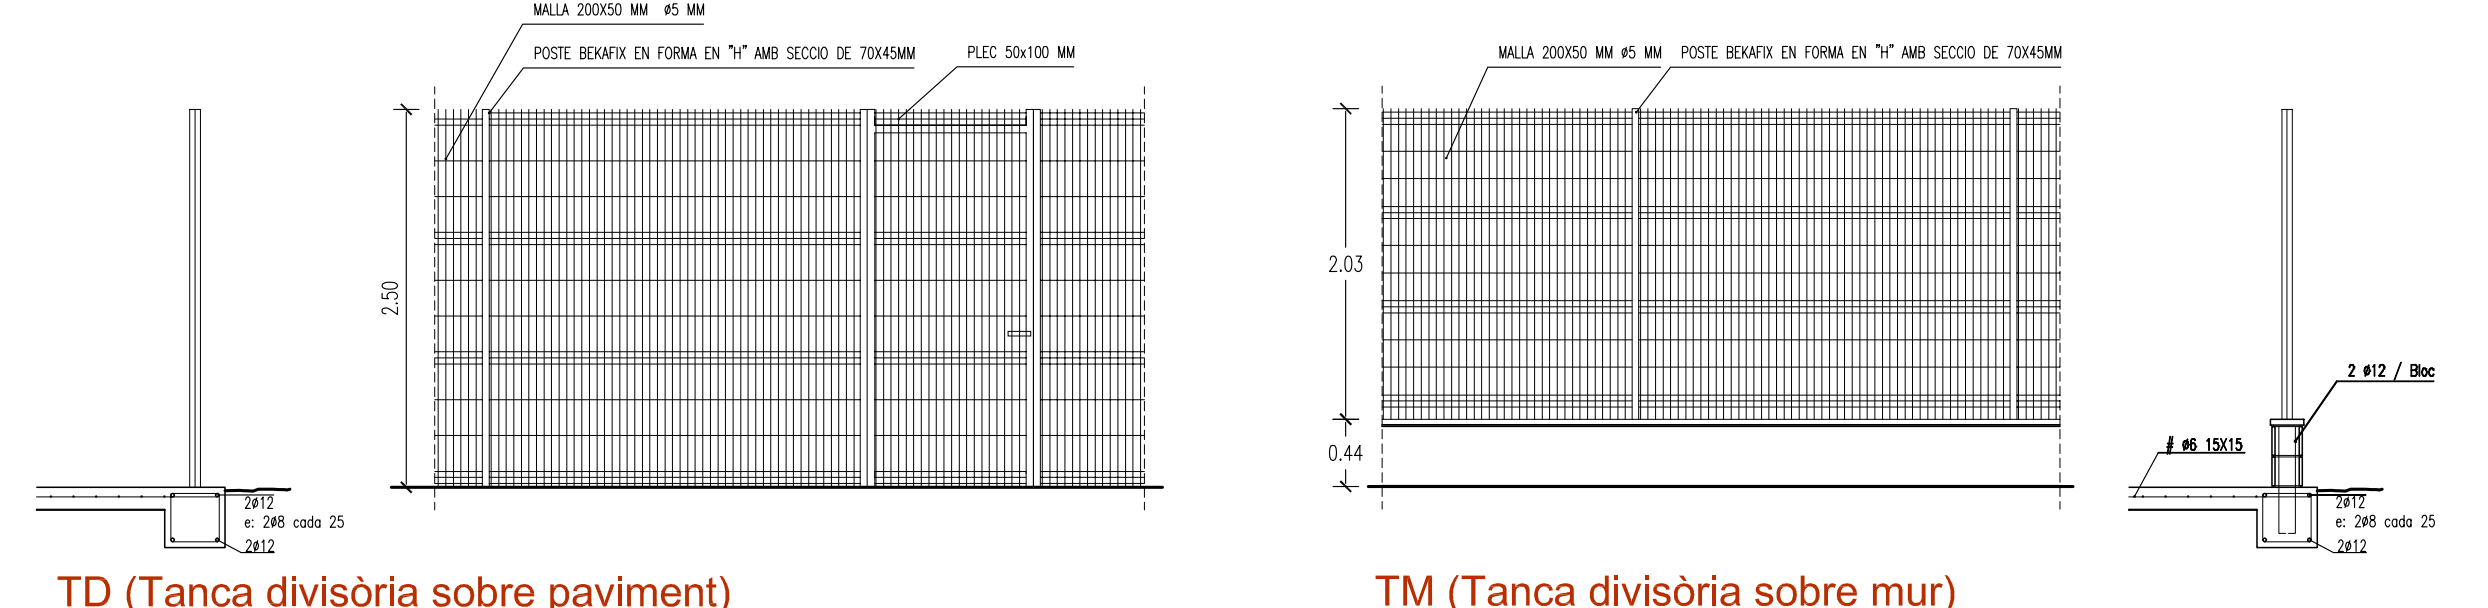 MALLA 200X50 MM ø5 MM
POSTE BEKAFIX EN FORMA EN "H" AMB SECCIO DE 70X45MM
PLEC 50x100 MM
2.50
2ø12
e: 2ø8 cada 25
2ø12
TD (Tanca divisòria sobre paviment)
MALLA 200X50 MM ø5 MM
POSTE BEKAFIX EN FORMA EN "H" AMB SECCIO DE 70X45MM
2.03
0.44
2 ø12 / Bloc
# ø6 15X15
2ø12
e: 2ø8 cada 25
2ø12
TM (Tanca divisòria sobre mur)